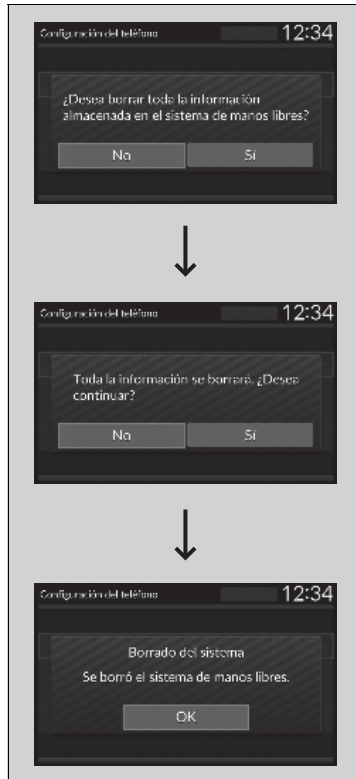 Configuración del teléfono 12:34
¿Desea borrar toda la información
almacenada en el sistema de manos libres?
No Sí
Configuración del teléfono 12:34
Toda la información se borrará. ¿Desea
continuar?
No Sí
Configuración del teléfono 12:34
Borrado del sistema
Se borró el sistema de manos libres.
OK